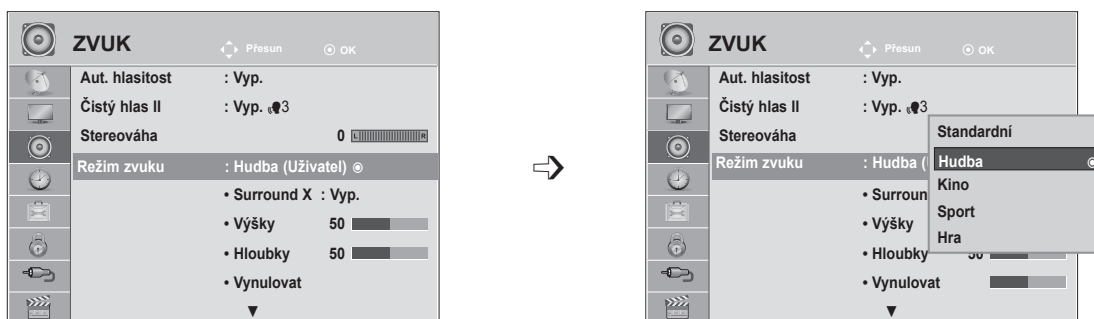 ZVUK Přesun OK
Aut. hlasitost : Vyp.
Čistý hlas II : Vyp. 3
Stereováha 0 L R
Režim zvuku : Hudba (Uživatel)
• Surround X : Vyp.
• Výšky 50
• Hloubky 50
• Vynulovat
▼
ZVUK Přesun OK
Aut. hlasitost : Vyp.
Čistý hlas II : Vyp. 3
Stereováha
Režim zvuku : Hudba (
• Surroun
• Výšky
• Hloubky 50
• Vynulovat
▼
Standardní
Hudba
Kino
Sport
Hra